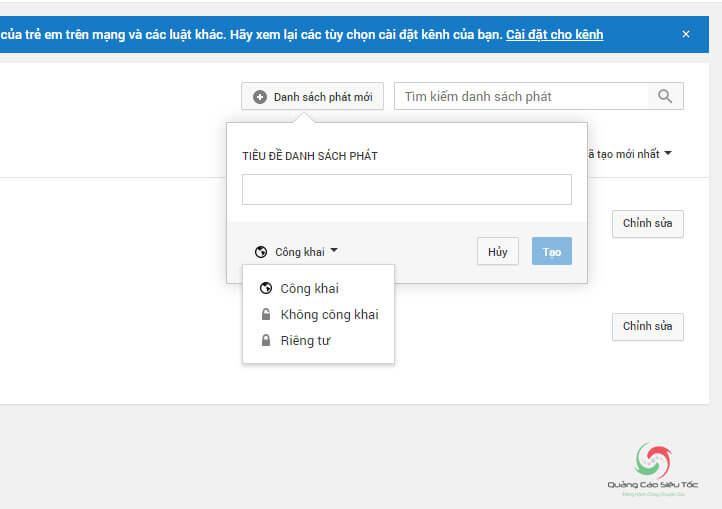 của trẻ em trên mạng và các luật khác. Hãy xem lại các tùy chọn cài đặt kênh của bạn. Cài đặt cho kênh ×
Danh sách phát mới
Tìm kiếm danh sách phát
TIÊU ĐỀ DANH SÁCH PHÁT
ã tạo mới nhất
Chỉnh sửa
Công khai
Hủy
Tạo
Công khai
Không công khai
Riêng tư
Chỉnh sửa
Quảng Cáo Siêu Tốc